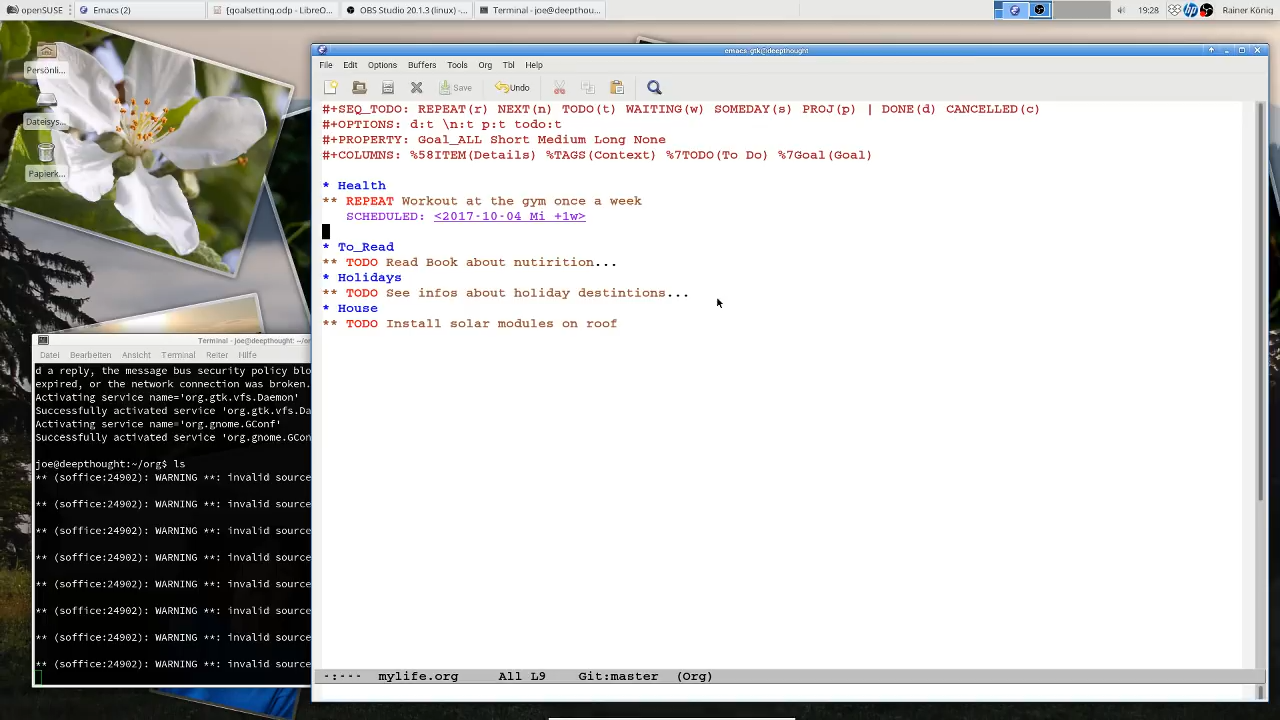 openSUSE
Emacs (2)
{goalsetting.odp - LibreO...
OBS Studio 20.1.3 (linux) - ...
Terminal - joe@deepthou...
19:28
Rainer König
Persönli...
Dateisys...
Papierk...
emacs.gtk@deepthought
File Edit Options Buffers Tools Org Tbl Help
Save Undo
#+SEQ_TODO: REPEAT(r) NEXT(n) TODO(t) WAITING(w) SOMEDAY(s) PROJ(p) | DONE(d) CANCELLED(c)
#+OPTIONS: d:t \n:t p:t todo:t
#+PROPERTY: Goal_ALL Short Medium Long None
#+COLUMNS: %58ITEM(Details) %TAGS(Context) %7TODO(To Do) %7Goal(Goal)
* Health
** REPEAT Workout at the gym once a week
SCHEDULED: <2017-10-04 Mi +1w>
* To_Read
** TODO Read Book about nutirition...
* Holidays
** TODO See infos about holiday destintions...
* House
** TODO Install solar modules on roof
-:--- mylife.org All L9 Git:master (Org)
Terminal - joe@deepthought: ~/or
Datei Bearbeiten Ansicht Terminal Reiter Hilfe
d a reply, the message bus security policy blo
expired, or the network connection was broken.
Activating service name='org.gtk.vfs.Daemon'
Successfully activated service 'org.gtk.vfs.Da
Activating service name='org.gnome.GConf'
Successfully activated service 'org.gnome.GCon
joe@deepthought:~/org$ ls
** (soffice:24902): WARNING **: invalid source
** (soffice:24902): WARNING **: invalid source
** (soffice:24902): WARNING **: invalid source
** (soffice:24902): WARNING **: invalid source
** (soffice:24902): WARNING **: invalid source
** (soffice:24902): WARNING **: invalid source
** (soffice:24902): WARNING **: invalid source
** (soffice:24902): WARNING **: invalid source